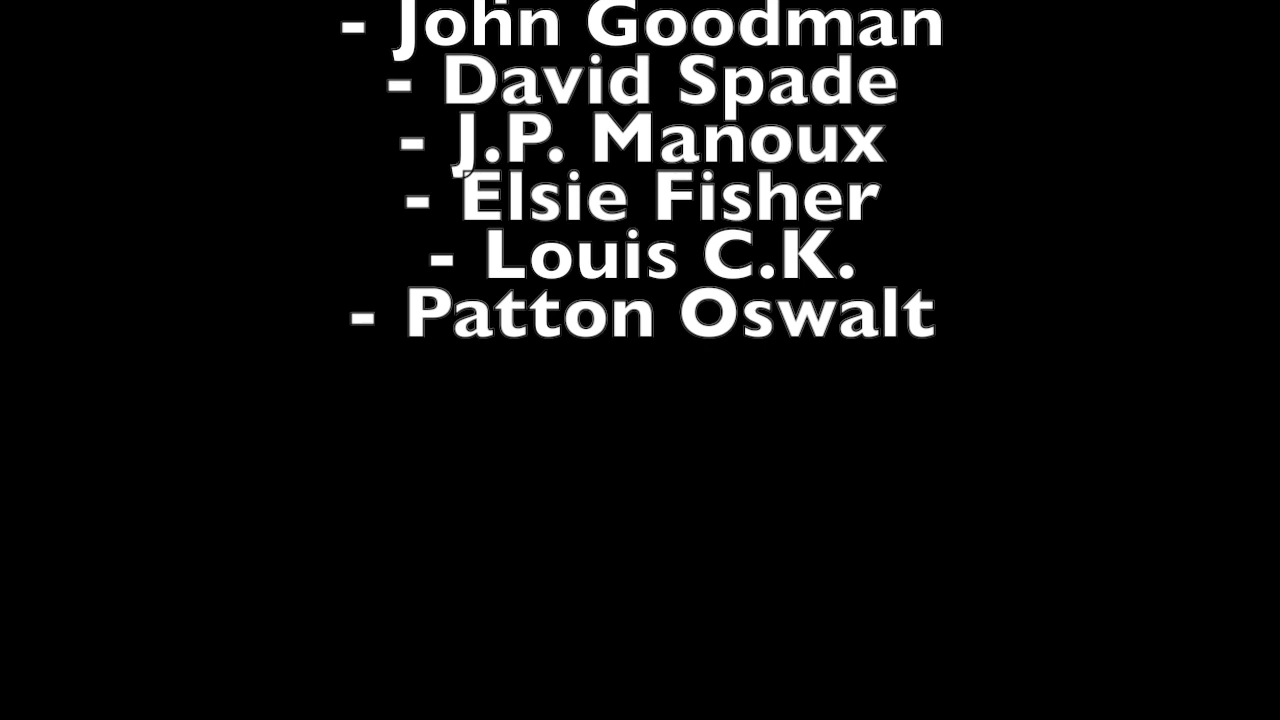 - John Goodman
- David Spade
- J.P. Manoux
- Elsie Fisher
- Louis C.K.
- Patton Oswalt